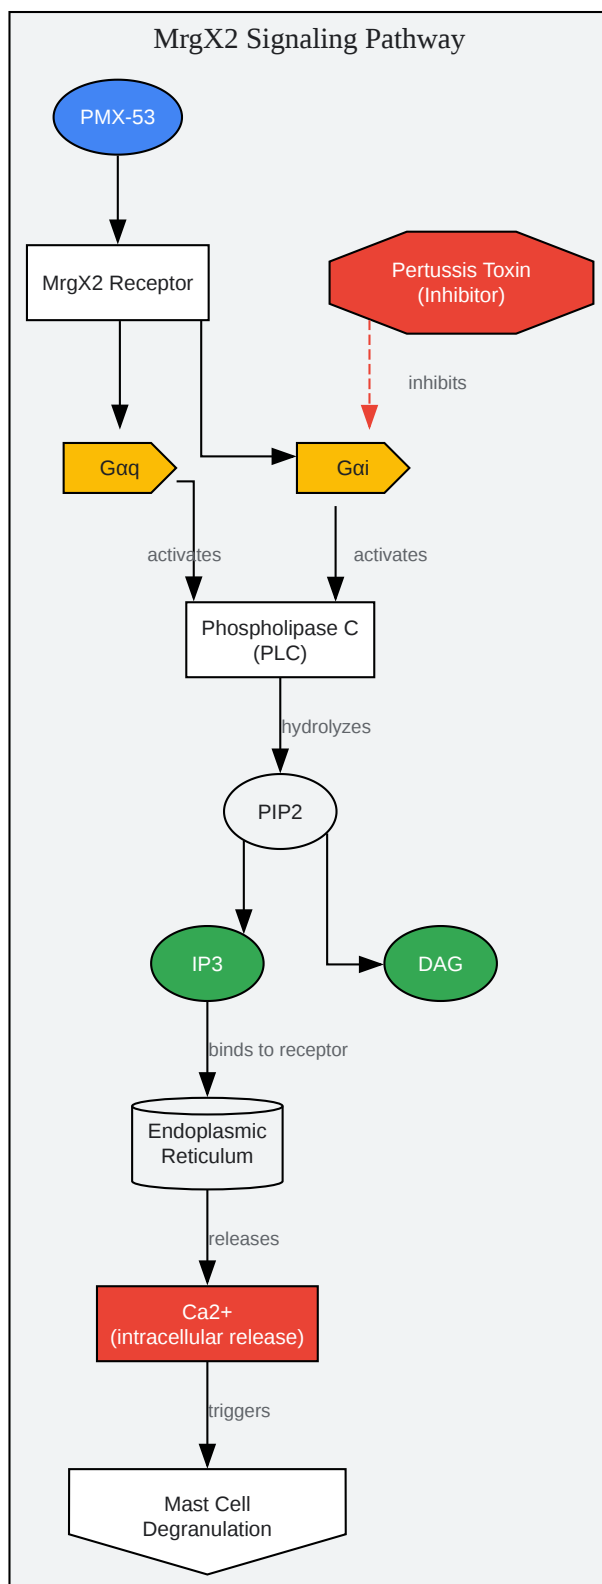 MrgX2 Signaling Pathway
PMX-53
MrgX2 Receptor
Pertussis Toxin
(Inhibitor)
inhibits
Gαq
Gαi
activates
activates
Phospholipase C
(PLC)
hydrolyzes
PIP2
IP3
DAG
binds to receptor
Endoplasmic
Reticulum
releases
Ca2+
(intracellular release)
triggers
Mast Cell
Degranulation